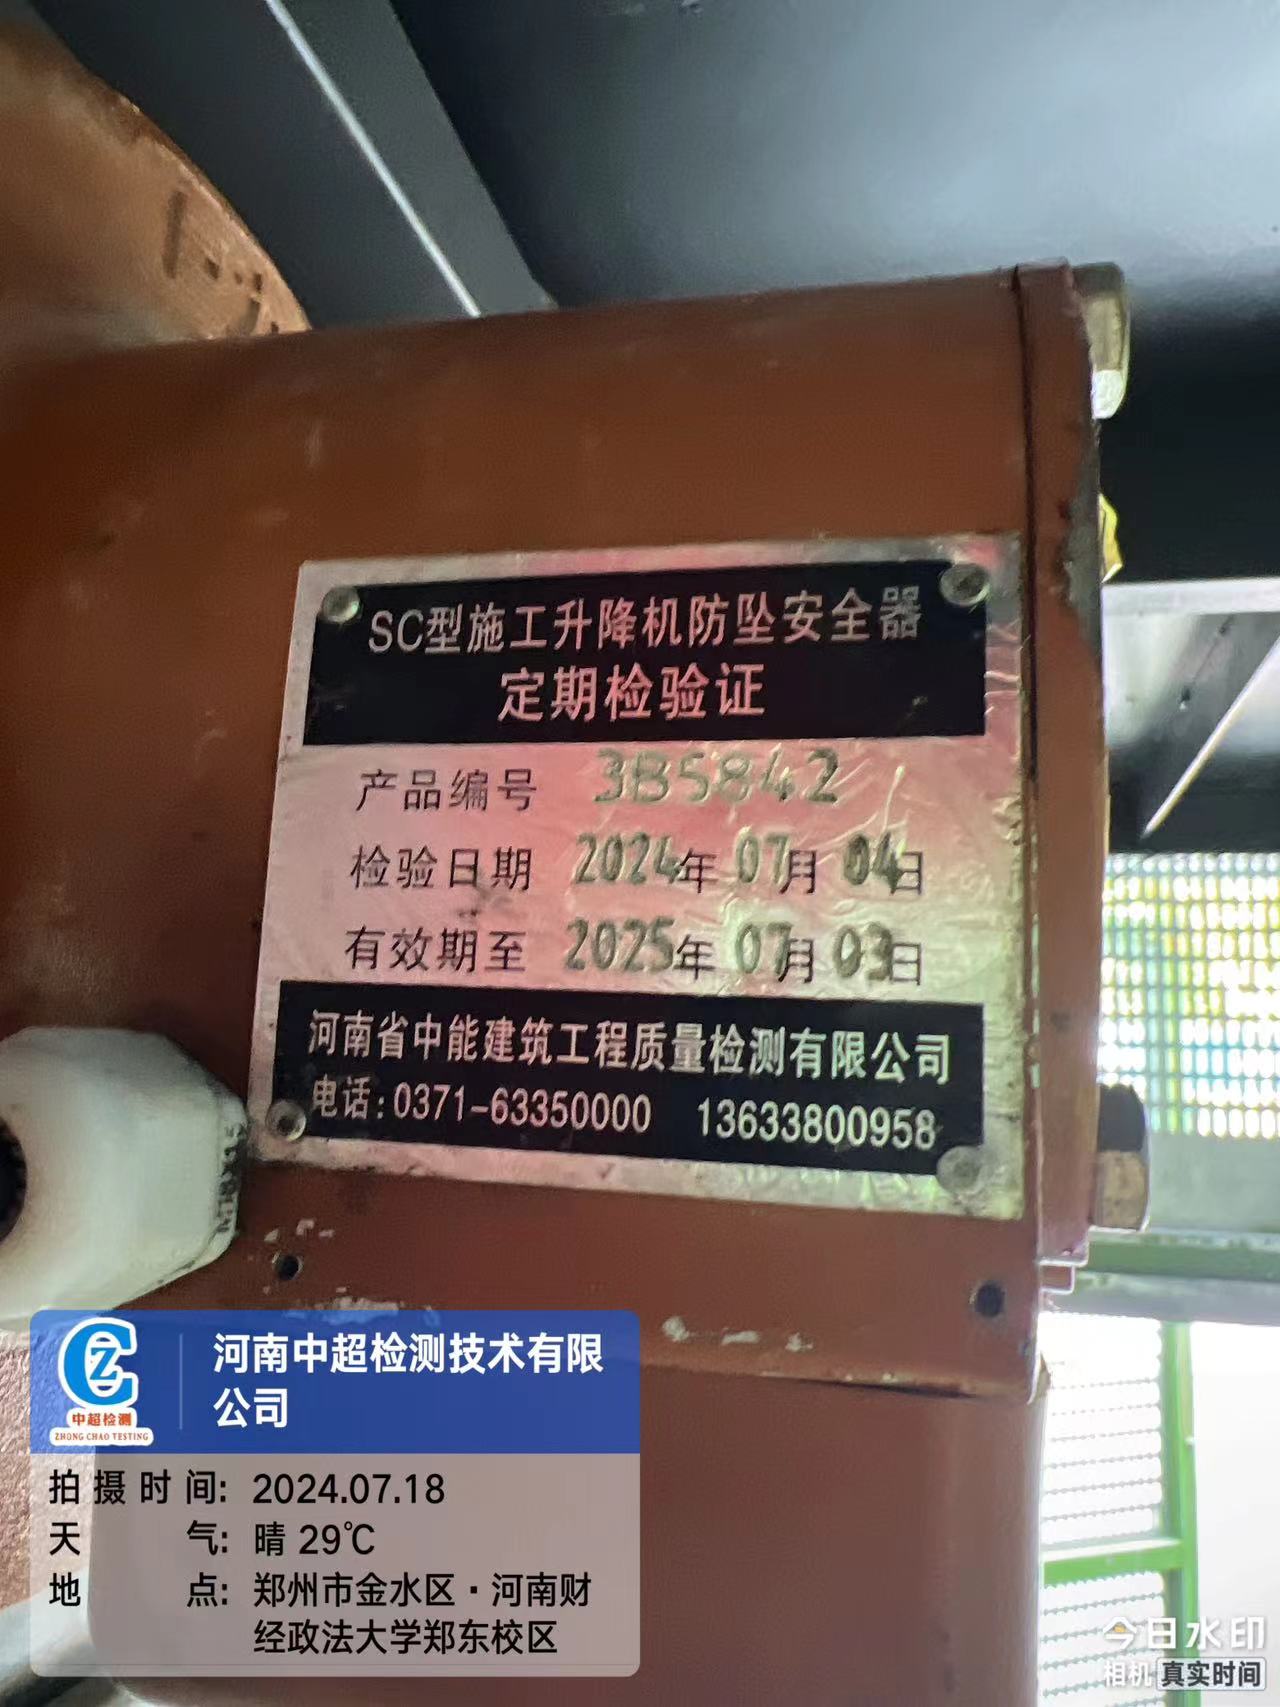 SC型施工升降机防坠安全器
定期检验证
产品编号 3B5842
检验日期 2024年07月04日
有效期至 2025年07月03日
河南省中能建筑工程质量检测有限公司
电话:0371-63350000 13633800958
中超检测
ZHONG CHAO TESTING
河南中超检测技术有限
公司
拍摄时间: 2024.07.18
天气: 晴 29℃
地点: 郑州市金水区·河南财
经政法大学郑东校区
今日水印
相机 真实时间